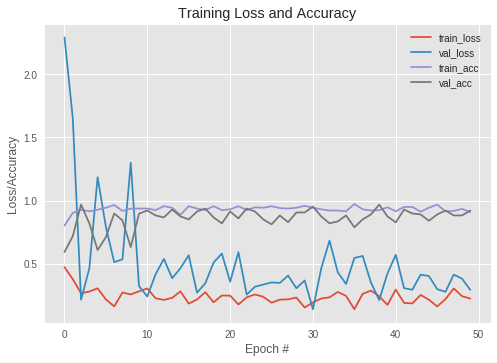 Training Loss and Accuracy
train_loss
val_loss
train_acc
val_acc
2.0
1.5
1.0
0.5
Loss/Accuracy
0 10 20 30 40 50
Epoch #